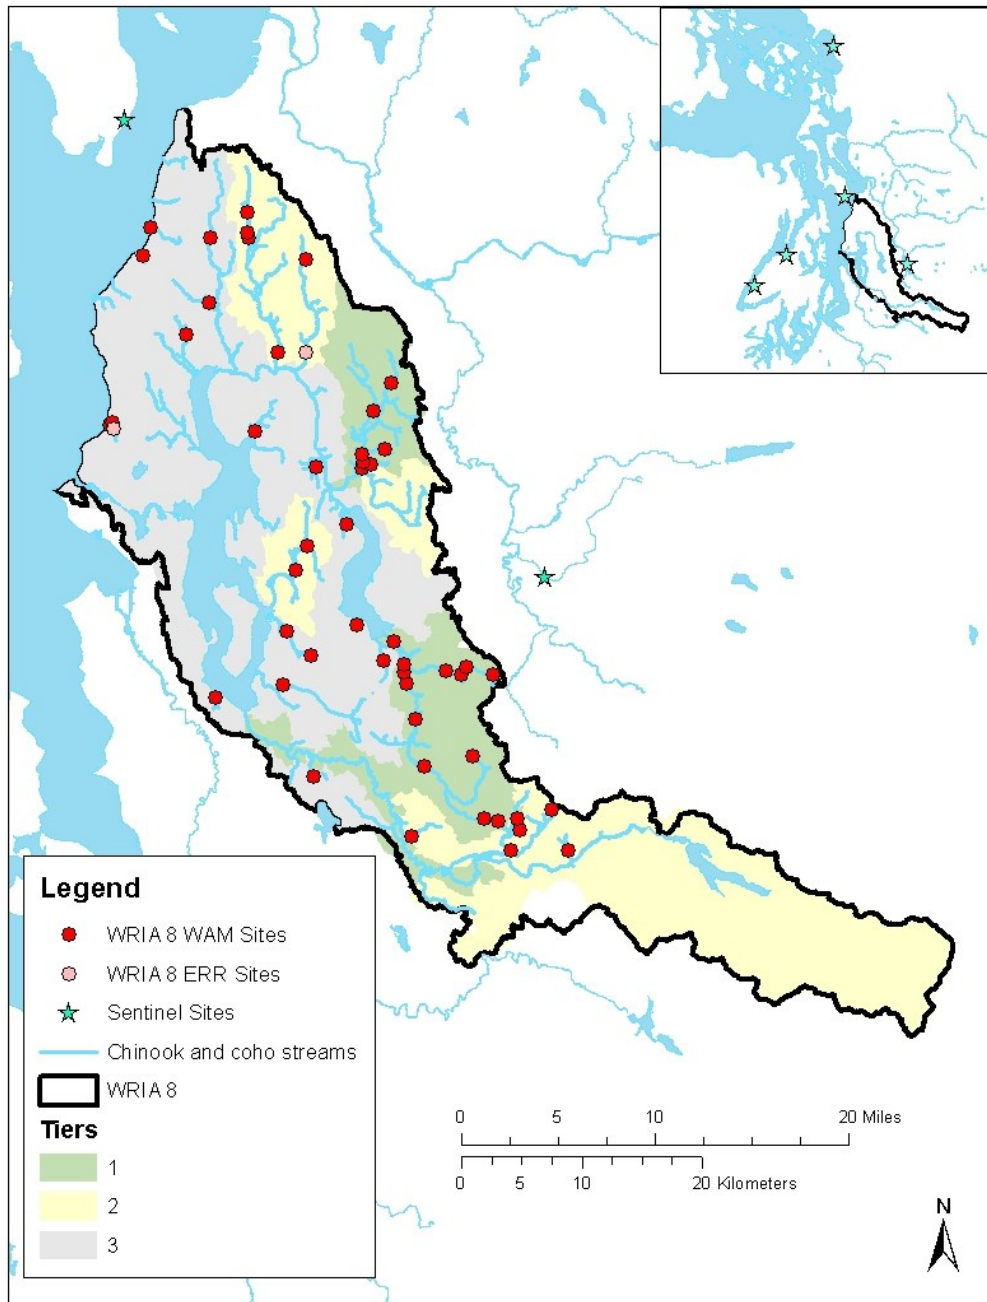 Legend
WRIA 8 WAM Sites
WRIA 8 ERR Sites
Sentinel Sites
Chinook and coho streams
WRIA 8
Tiers
1
2
3
0 5 10 20 Miles
0 5 10 20 Kilometers
N